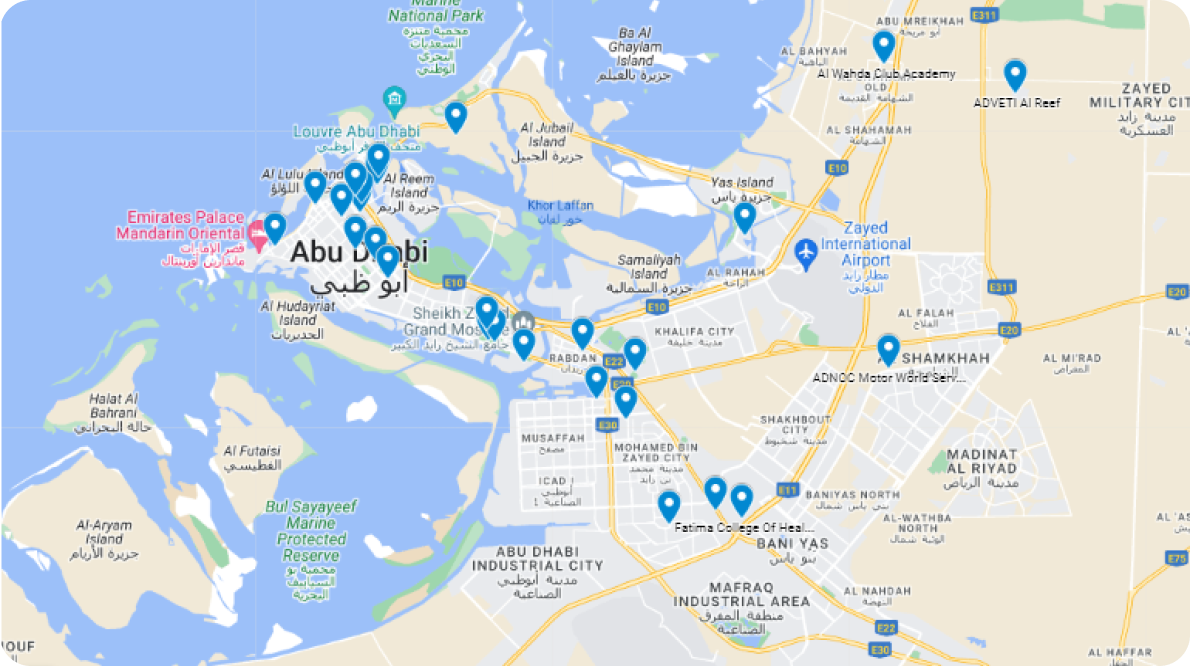 Marine
National Park
محمية متنزه
السعديات
البحري
الوطني
Ba Al
Ghaylam
Island
جزيرة بالغيلم
ABU MREIKHAH
أبو مريخة
E311
AL BAHYAH
الباهية
Al Wahda Club Academy
OLD
الشهامة القديمة
ADVETI Al Reef
ZAYED
MILITARY CIT
مدينة زايد
العسكرية
Louvre Abu Dhabi
Al Jubail
Island
جزيرة الجبيل
AL SHAHAMAH
الشهامة
E10
Al Lulu Island
اللؤلؤ
Al Reem
Island
جزيرة الريم
Yas Island
جزيرة ياس
Khor Laffan
خور لفان
Emirates Palace
Mandarin Oriental
قصر الإمارات
ماندارين أورينتال
Zayed
International
Airport
مطار زايد
الدولي
Abu Dhabi
أبو ظبي
Samaliyah
Island
جزيرة السمالية
AL RAHAH
الراحة
E10
E311
E20
Al Hudayriat
Island
الحديريات
Sheikh Z d
Grand Mos e
جامع الشيخ زايد الكبير
E10
KHALIFA CITY
مدينة خليفة
AL FALAH
الفلاح
E20
RABDAN
ربدان
E22
E20
SHAMKHAH
AL MI'RAD
المعراض
ADNOC Motor World Serv...
Halat Al
Bahrani
حالة البحراني
E30
SHAKHBOUT
CITY
مدينة شخبوط
Al Futaisi
الفطيسي
MUSAFFAH
مصفح
MOHAMED BIN
ZAYED CITY
مدينة محمد
بن زايد
MADINAT
AL RIYAD
مدينة الرياض
ICAD I
أبوظبي
الصناعية 1
E11
BANIYAS NORTH
بني ياس شمال
Bul Sayayeef
Marine
Protected
Reserve
محمية بو
السياييف
البحرية
Al-Aryam
Island
جزيرة الأريام
Fatima College Of Heal...
AL-WATHBA
NORTH
الوثبة شمال
AL 'AS
ABU DHABI
INDUSTRIAL CITY
مدينة أبوظبي
الصناعية
BANI YAS
بنو ياس
E75
MAFRAQ
INDUSTRIAL AREA
منطقة المفرق
الصناعية
AL NAHDAH
النهضة
E22
E30
OUF
AL HAFFAR
الحفار